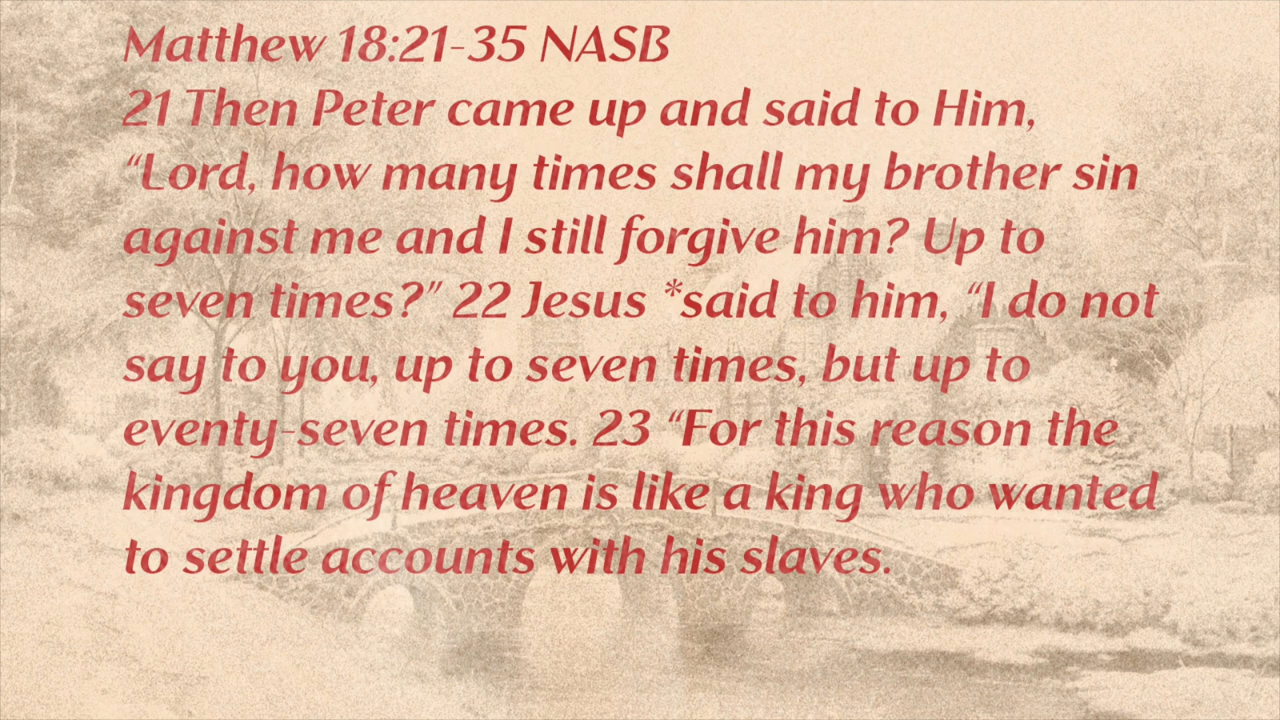 Matthew 18:21-35 NASB
21 Then Peter came up and said to Him,
“Lord, how many times shall my brother sin
against me and I still forgive him? Up to
seven times?” 22 Jesus *said to him, “I do not
say to you, up to seven times, but up to
eventy-seven times. 23 “For this reason the
kingdom of heaven is like a king who wanted
to settle accounts with his slaves.